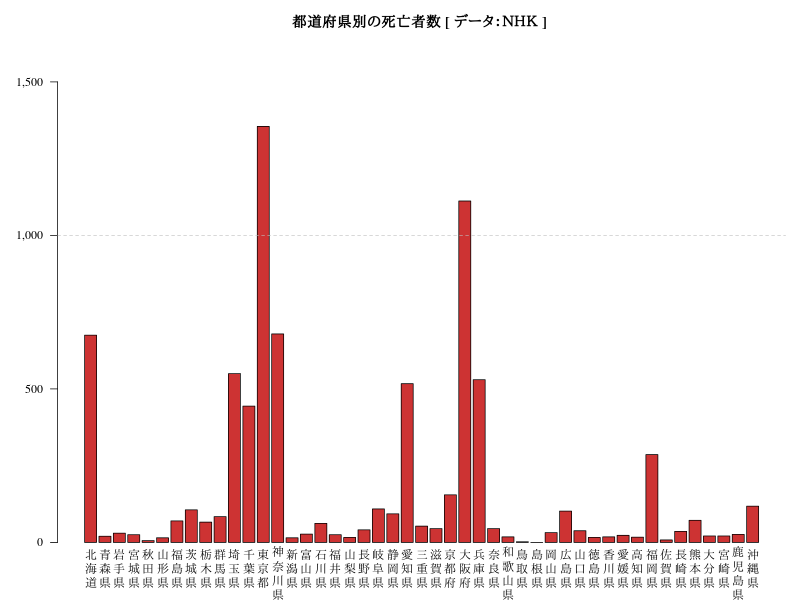 都道府県別の死亡者数 [ データ：NHK ]
1,500
1,000
500
0
北海道
青森県
岩手県
宮城県
秋田県
山形県
福島県
茨城県
栃木県
群馬県
埼玉県
千葉県
東京都
神奈川県
新潟県
富山県
石川県
福井県
山梨県
長野県
岐阜県
静岡県
愛知県
三重県
滋賀県
京都府
大阪府
兵庫県
奈良県
和歌山県
鳥取県
島根県
岡山県
広島県
山口県
徳島県
香川県
愛媛県
高知県
福岡県
佐賀県
長崎県
熊本県
大分県
宮崎県
鹿児島県
沖縄県